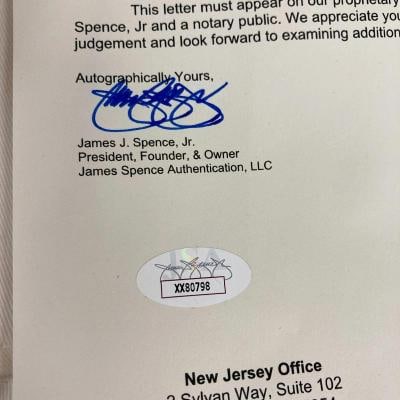 This letter must appear on our proprietary
Spence, Jr and a notary public. We appreciate you
judgement and look forward to examining addition
Autographically Yours,
James J. Spence, Jr.
President, Founder, & Owner
James Spence Authentication, LLC
JSA
XX80798
New Jersey Office
2 Sylvan Way, Suite 102